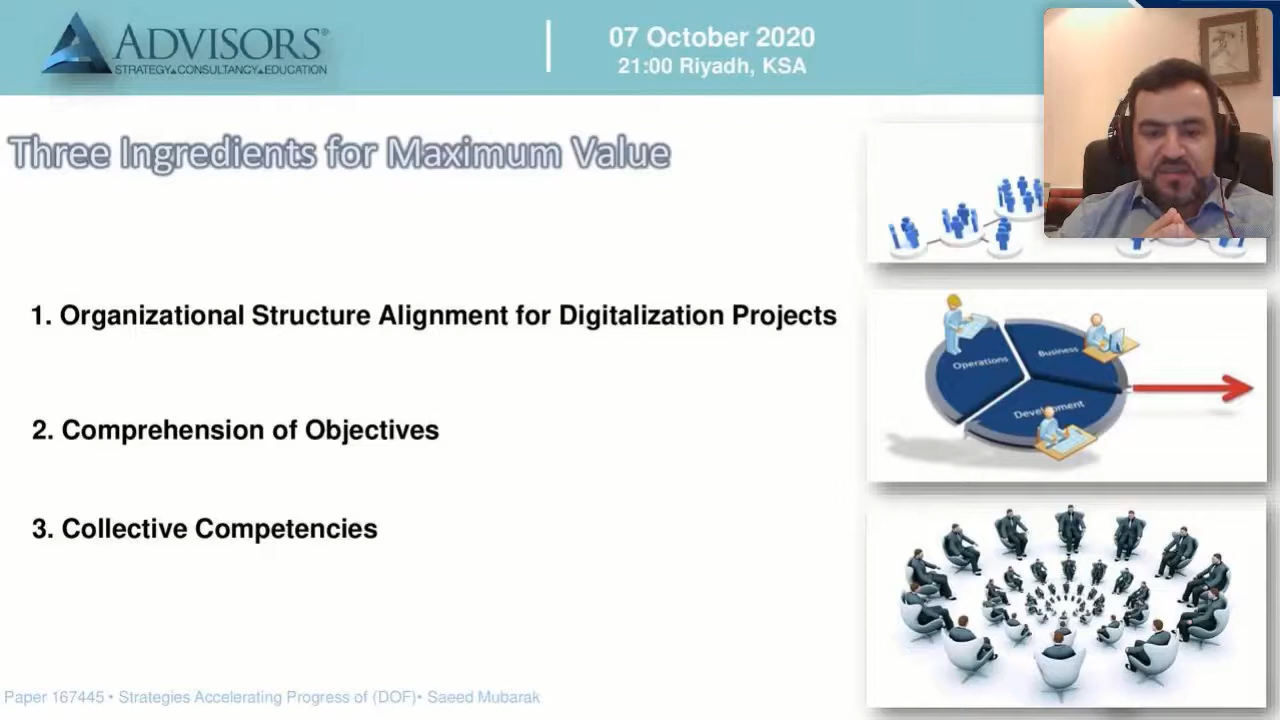 ADVISORS®
STRATEGY▲CONSULTANCY▲EDUCATION
07 October 2020
21:00 Riyadh, KSA
Three Ingredients for Maximum Value
1. Organizational Structure Alignment for Digitalization Projects
Operations
Business
Development
2. Comprehension of Objectives
3. Collective Competencies
Paper 167445 • Strategies Accelerating Progress of (DOF)• Saeed Mubarak